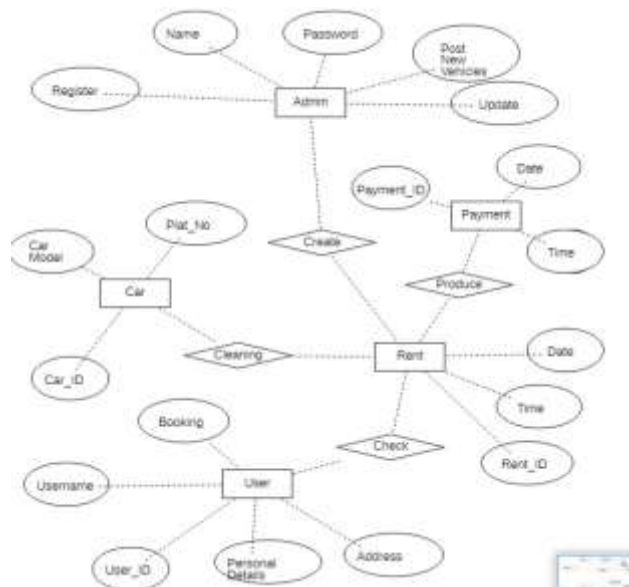 Name
Password
Post
New
Vehicles
Register
Admin
Update
Date
Payment_ID
Payment
Plat_No
Car
Model
Create
Time
Car
Produce
Cleaning
Rent
Date
Car_ID
Time
Booking
Check
Rent_ID
Username
User
Address
User_ID
Personal
Details